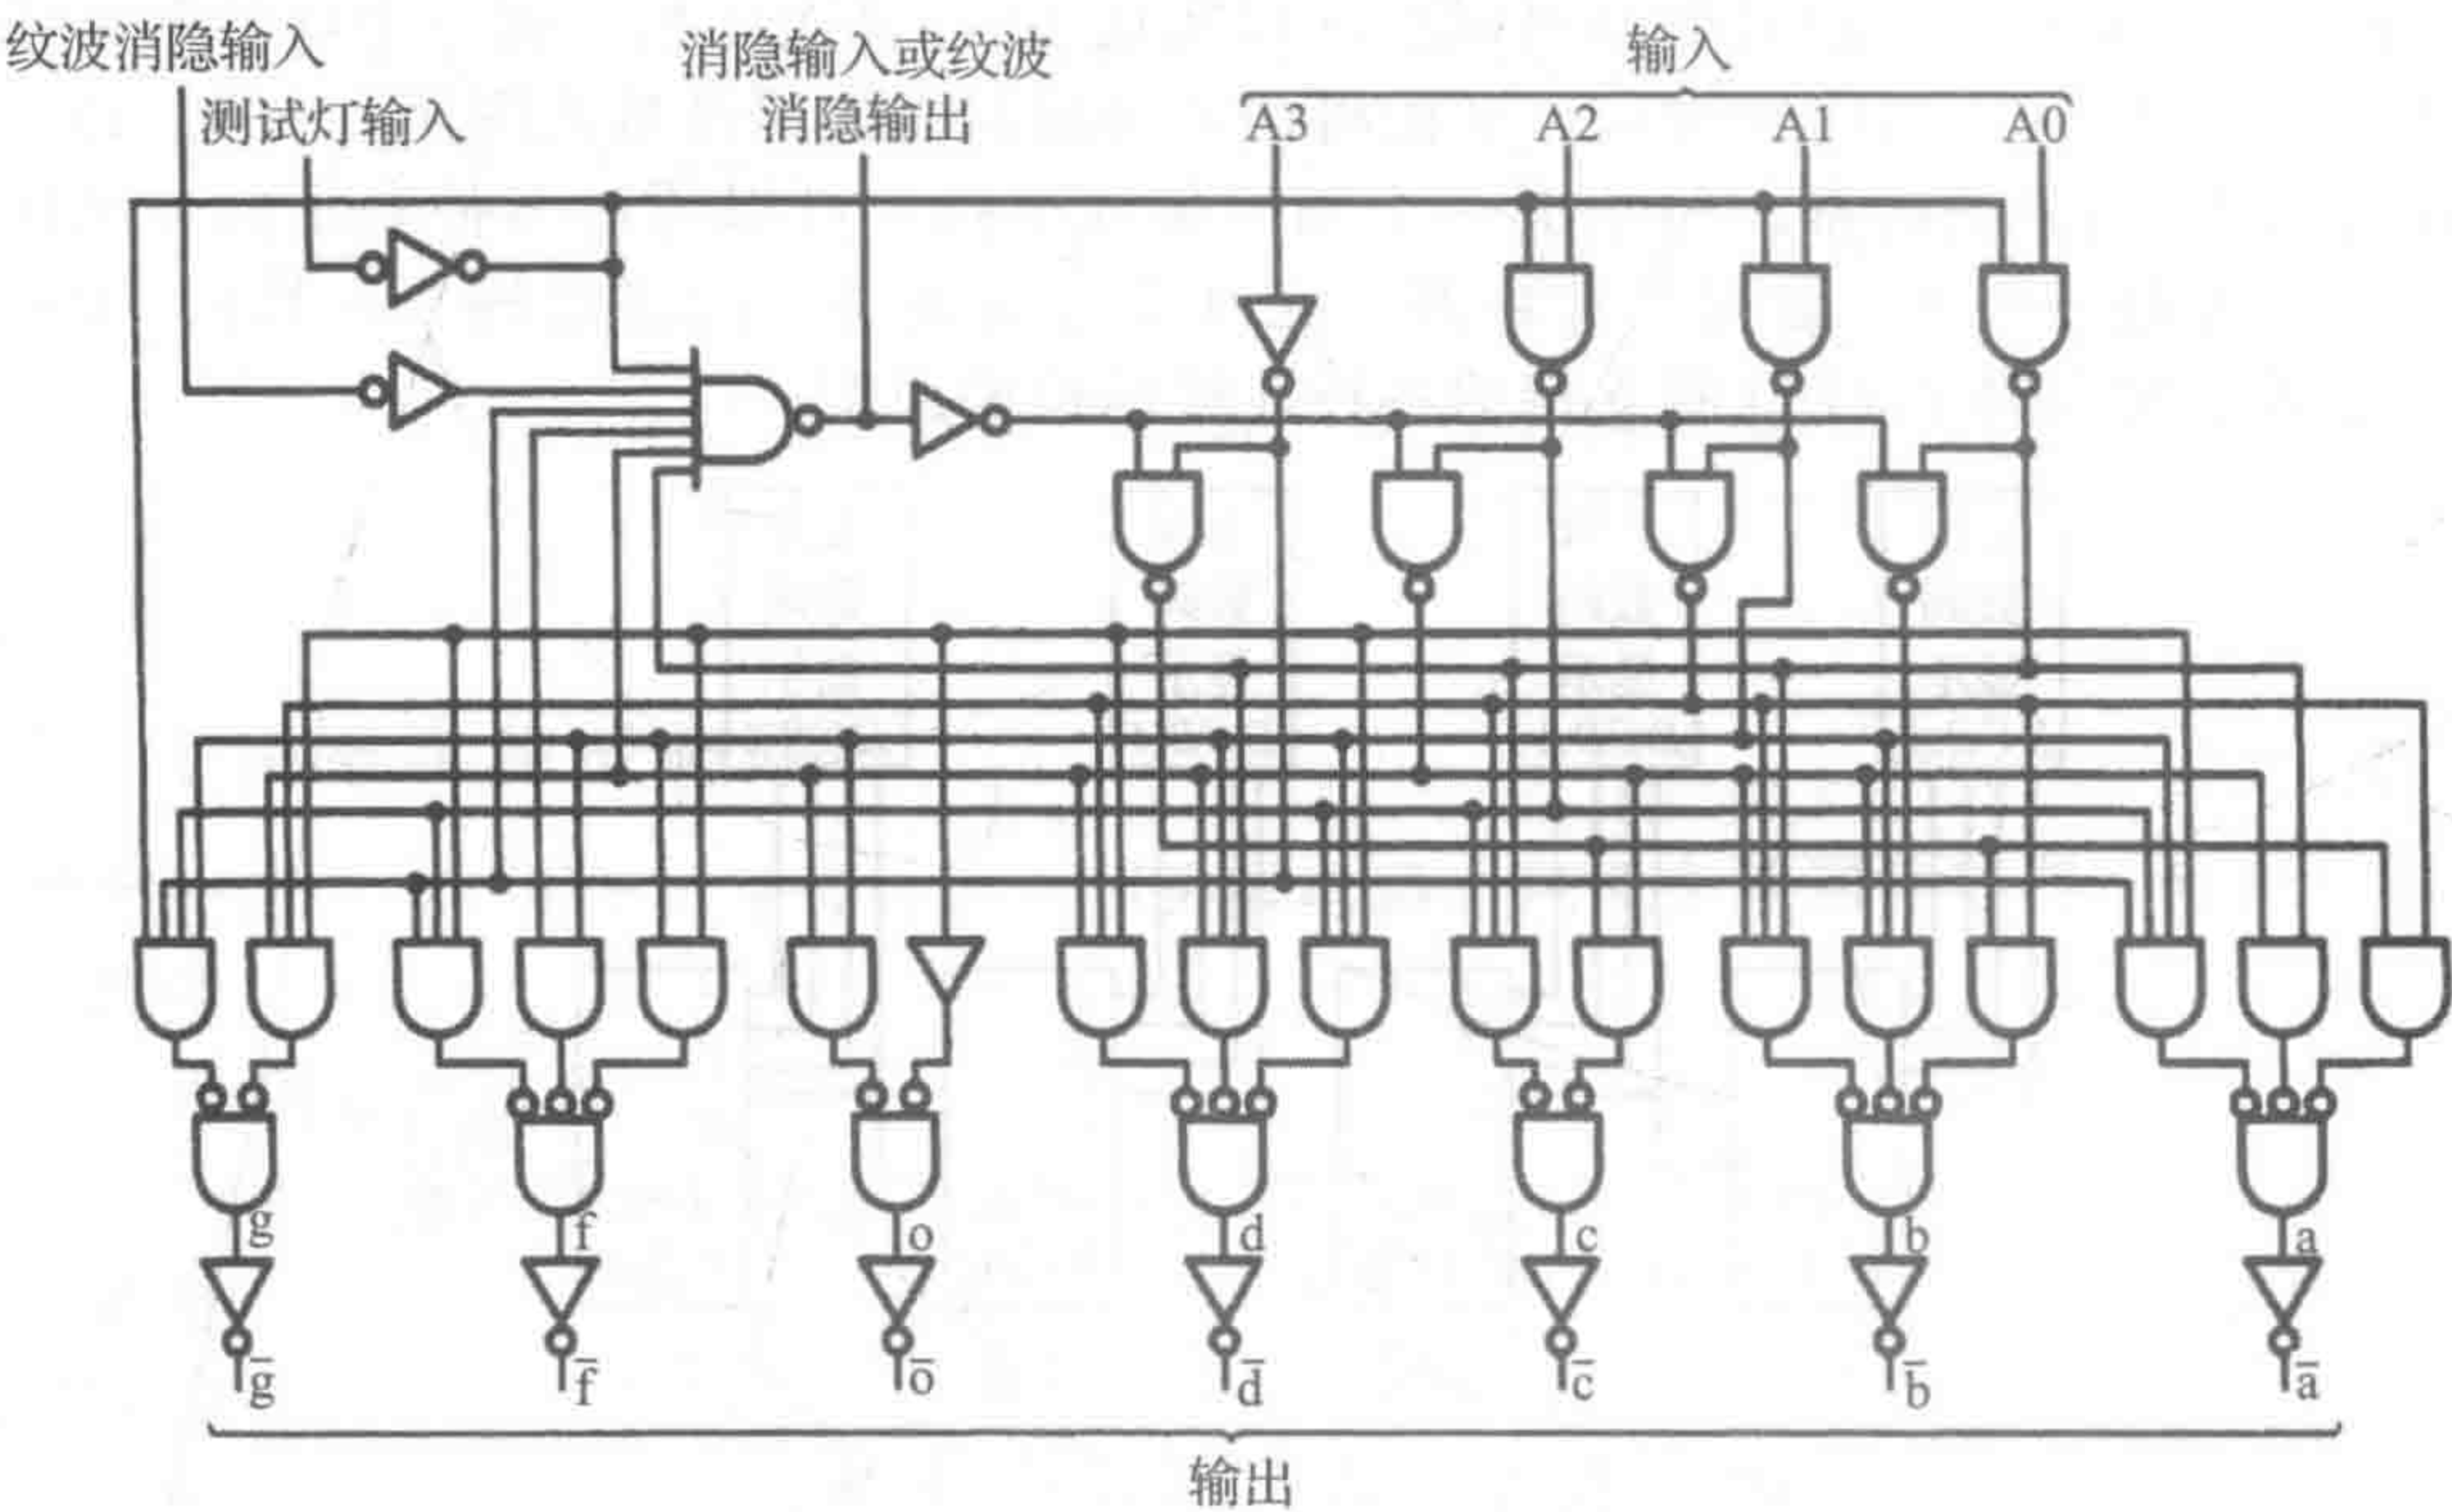 纹波消隐输入
测试灯输入
消隐输入或纹波
消隐输出
输入
A3 A2 A1 A0
g f o d c b a
g̅ f̅ o̅ d̅ c̅ b̅ a̅
输出